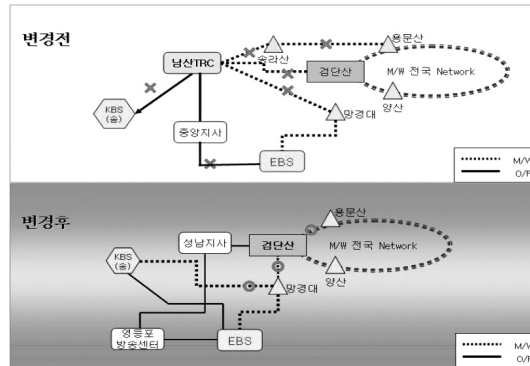 변경전
남산TRC
송라산
용문산
검단산
M/W 전국 Network
KBS
(송)
중앙지사
망경대
양산
EBS
M/W
O/F
변경후
성남지사
검단산
용문산
M/W 전국 Network
KBS
(송)
양산
망경대
영등포
방송센터
EBS
M/W
O/F